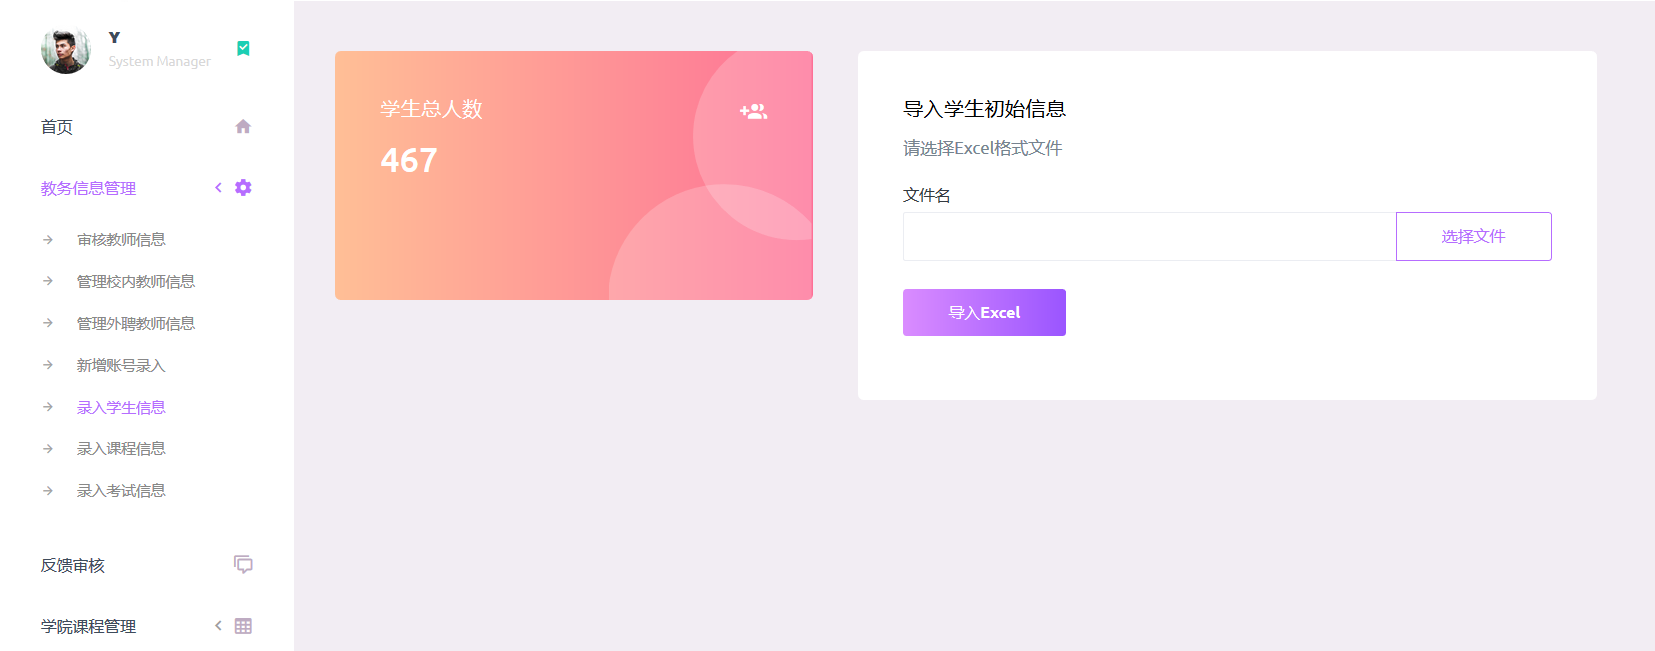 Y
System Manager
首页
教务信息管理
审核教师信息
管理校内教师信息
管理外聘教师信息
新增账号录入
录入学生信息
录入课程信息
录入考试信息
反馈审核
学院课程管理
学生总人数
467
导入学生初始信息
请选择Excel格式文件
文件名
选择文件
导入Excel